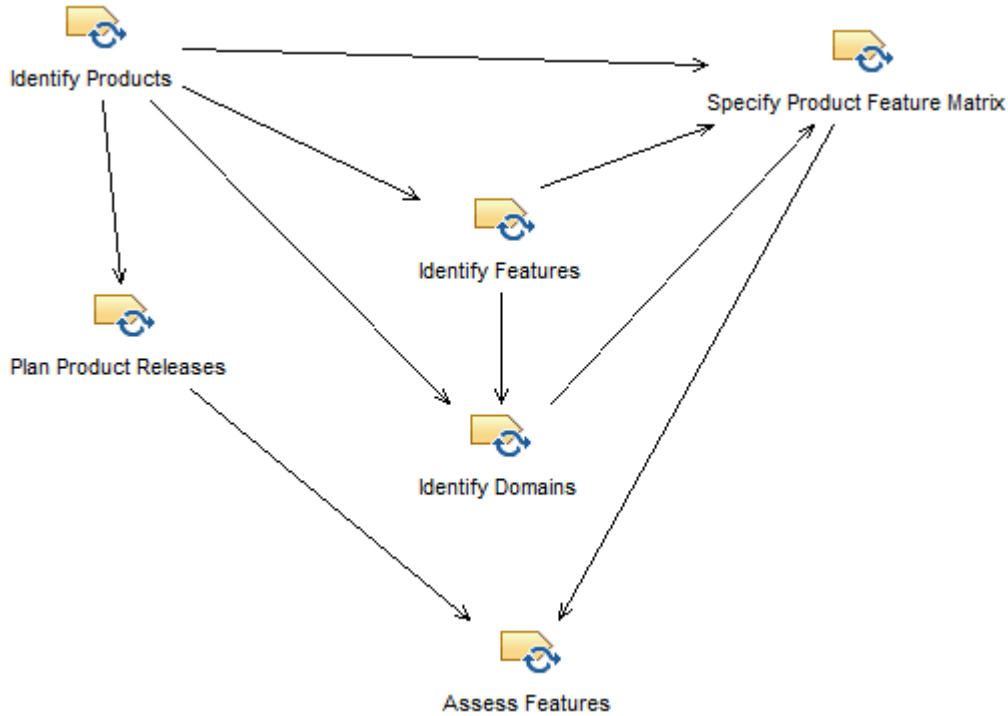 Identify Products
Specify Product Feature Matrix
Identify Features
Plan Product Releases
Identify Domains
Assess Features